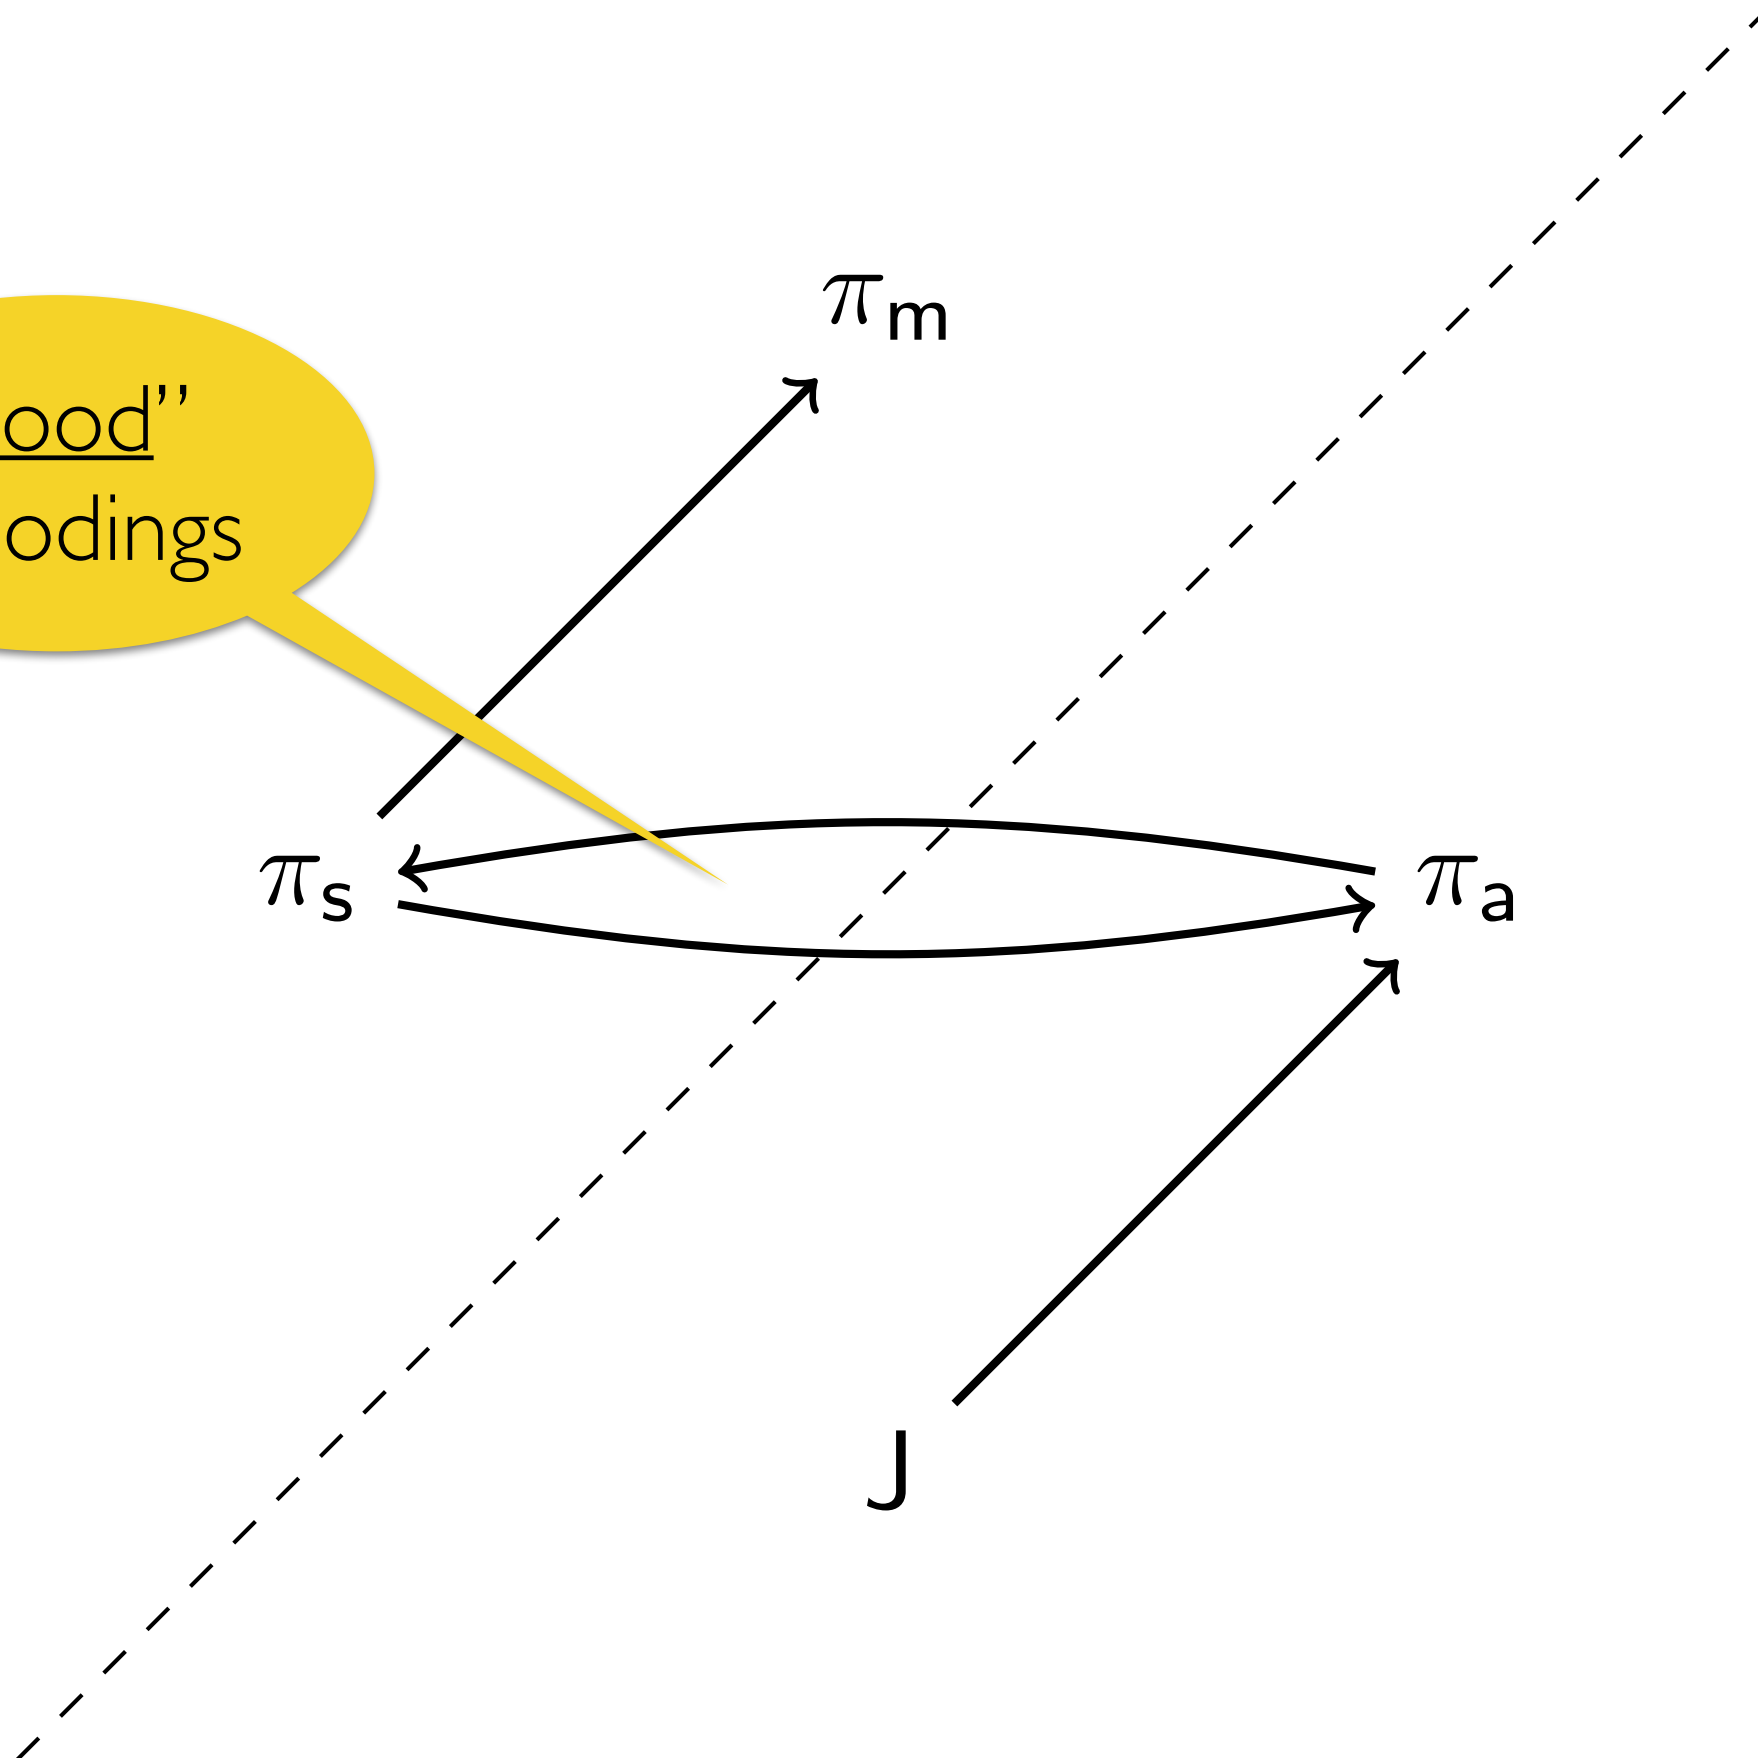 πm
ood”
odings
πs
πa
J